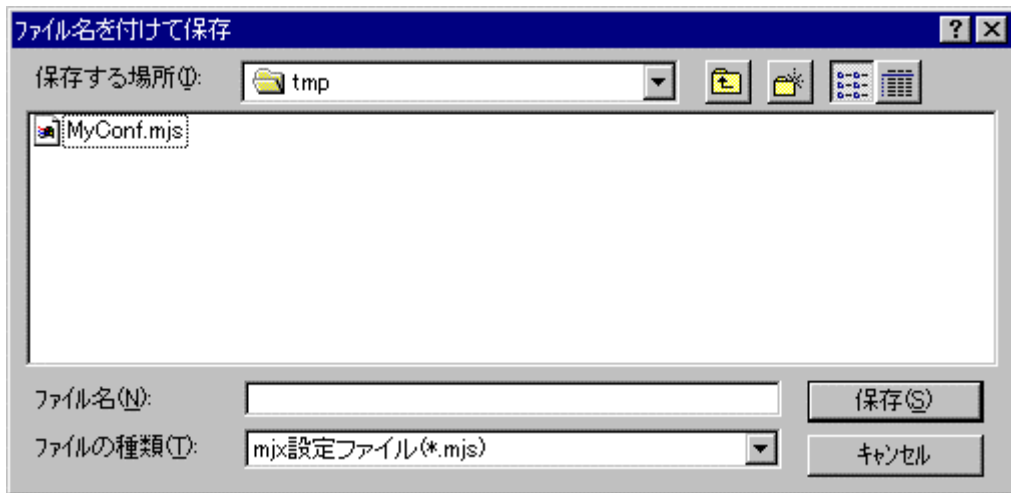 ﾌｧｲﾙ名を付けて保存
保存する場所(I):
tmp
MyConf.mjs
ﾌｧｲﾙ名(N):
保存(S)
ﾌｧｲﾙの種類(T):
mjx設定ファイル(*.mjs)
ｷｬﾝｾﾙ